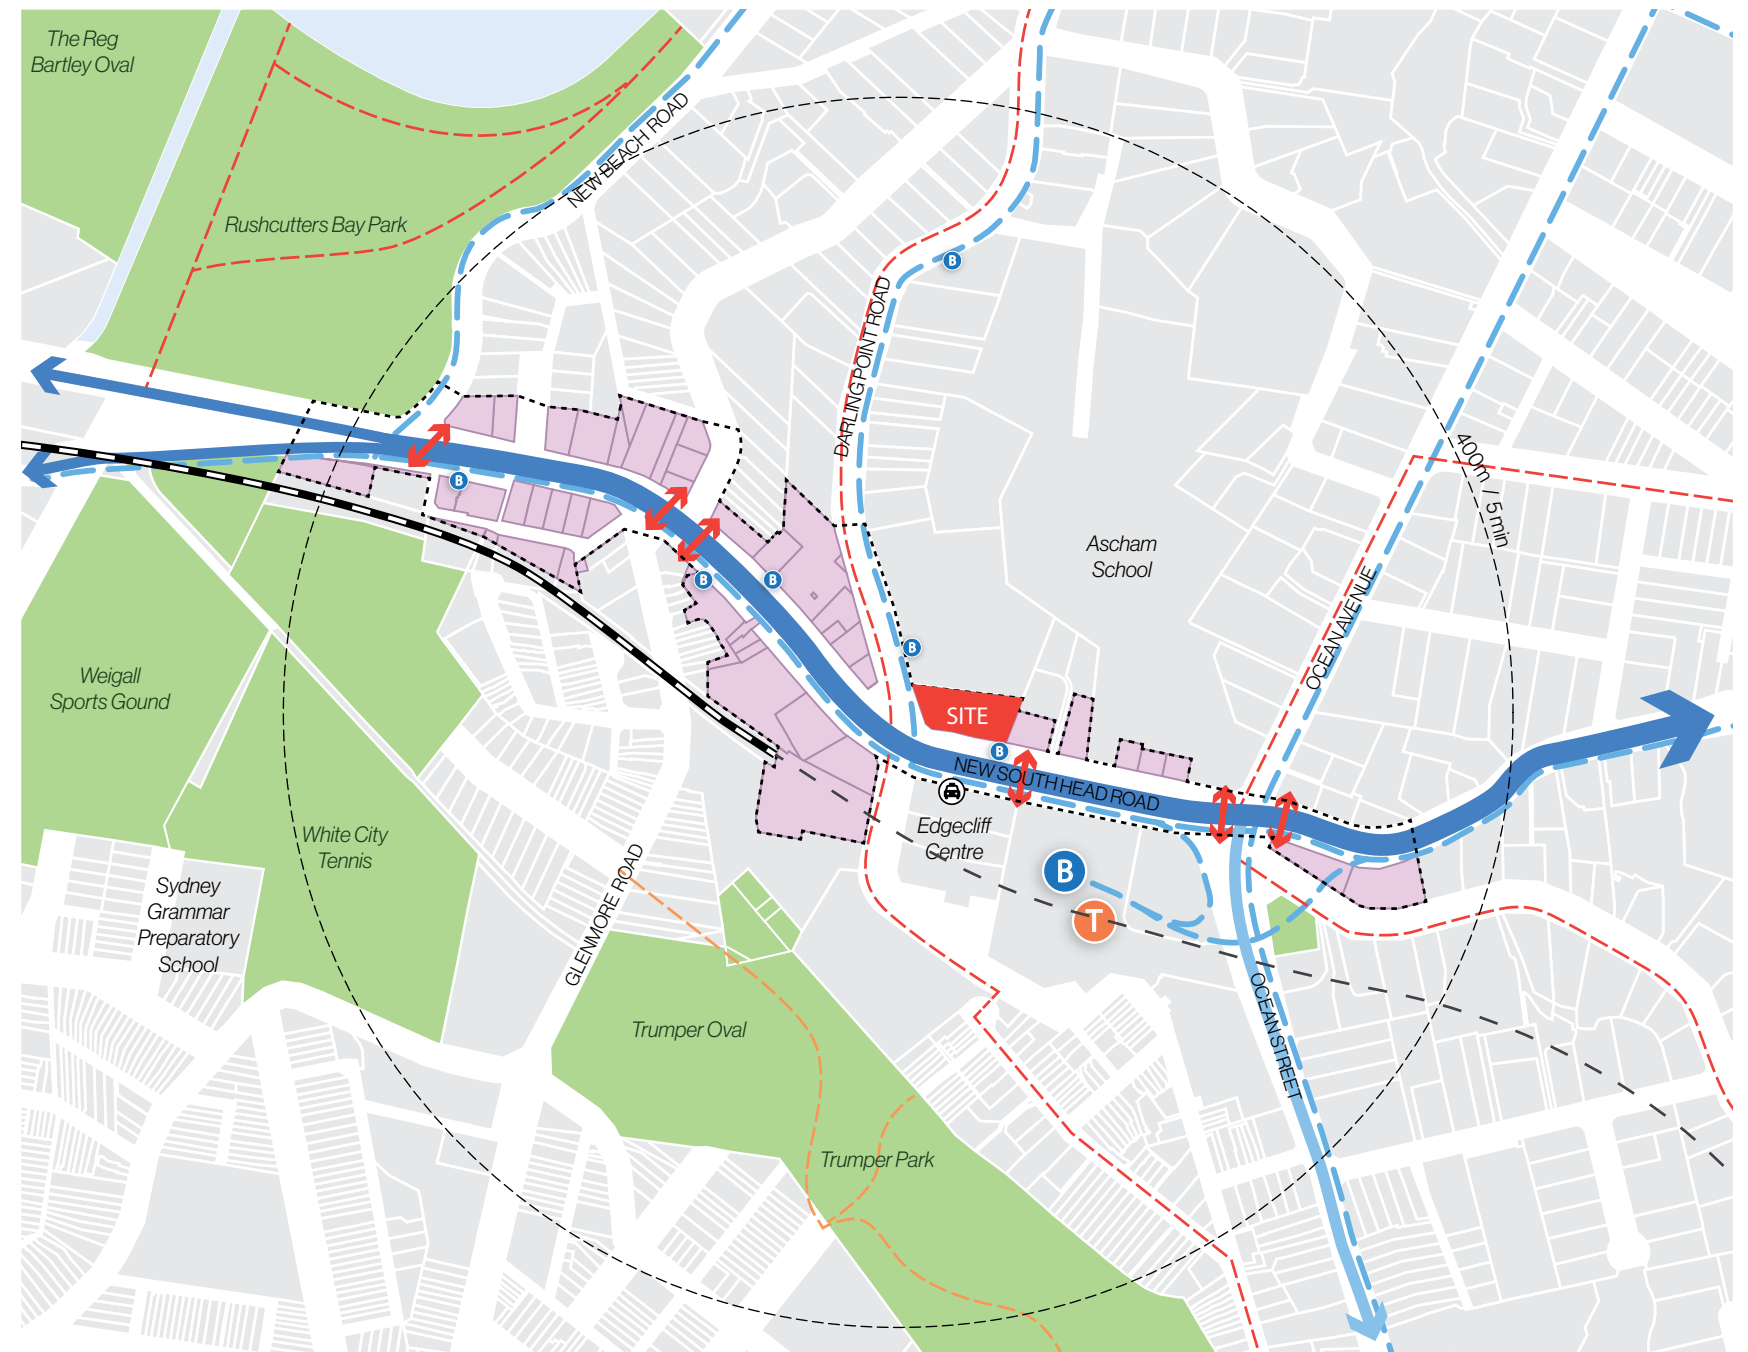 The Reg
Bartley Oval
NEW BEACH ROAD
Rushcutters Bay Park
B
DARLING POINT ROAD
400m / 5 min
B
Ascham
School
B
B
OCEAN AVENUE
B
Weigall
Sports Gound
SITE
B
NEW SOUTH HEAD ROAD
Edgecliff
Centre
White City
Tennis
B
T
Sydney
Grammar
Preparatory
School
GLENMORE ROAD
OCEAN STREET
Trumper Oval
Trumper Park